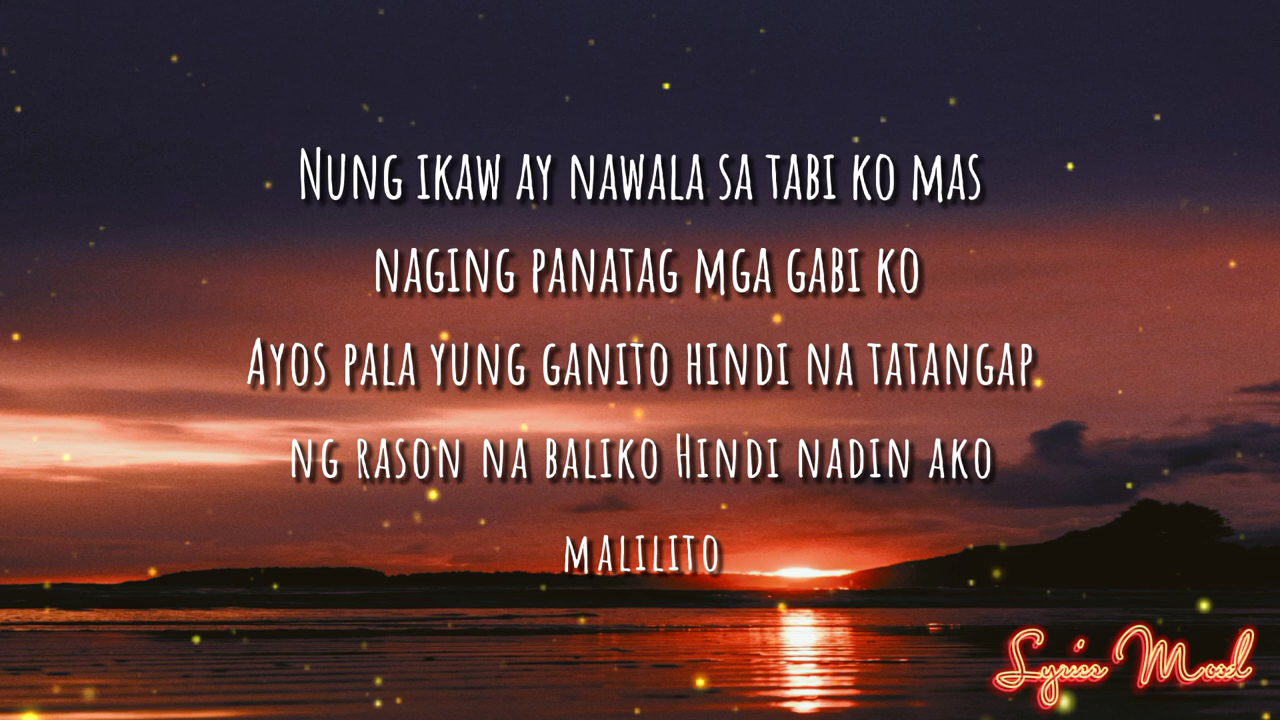 Nung ikaw ay nawala sa tabi ko mas
naging panatag mga gabi ko
Ayos pala yung ganito hindi na tatangap
ng rason na baliko Hindi nadin ako
malilito
Lyrics Mood